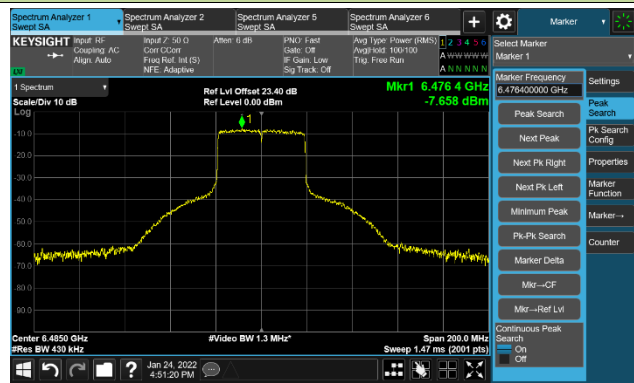 Spectrum Analyzer 1
Swept SA
Spectrum Analyzer 2
Swept SA
Spectrum Analyzer 5
Swept SA
Spectrum Analyzer 6
Swept SA
Marker
KEYSIGHT
Input: RF
Coupling: AC
Align: Auto
Input Z: 50 Ω
Corr CCorr
Freq Ref: Int (S)
NFE: Adaptive
Atten: 6 dB
PNO: Fast
Gate: Off
IF Gain: Low
Sig Track: Off
Avg Type: Power (RMS)
Avg|Hold: 100/100
Trig: Free Run
1 2 3 4 5 6
A W W W W W
A N N N N N
LV
Select Marker
Marker 1
1 Spectrum
Scale/Div 10 dB
Ref Lvl Offset 23.40 dB
Ref Level 0.00 dBm
Mkr1 6.476 4 GHz
-7.658 dBm
Marker Frequency
6.476400000 GHz
Settings
Peak Search
Peak
Search
Next Peak
Pk Search
Config
Next Pk Right
Properties
Next Pk Left
Marker
Function
Minimum Peak
Marker→
Pk-Pk Search
Counter
Marker Delta
Mkr→CF
Mkr→Ref Lvl
Continuous Peak
Search
On
Off
Log
1
-10.0
-20.0
-30.0
-40.0
-50.0
-60.0
-70.0
-80.0
-90.0
Center 6.4850 GHz
#Res BW 430 kHz
#Video BW 1.3 MHz*
Span 200.0 MHz
Sweep 1.47 ms (2001 pts)
?
Jan 24, 2022
4:51:20 PM